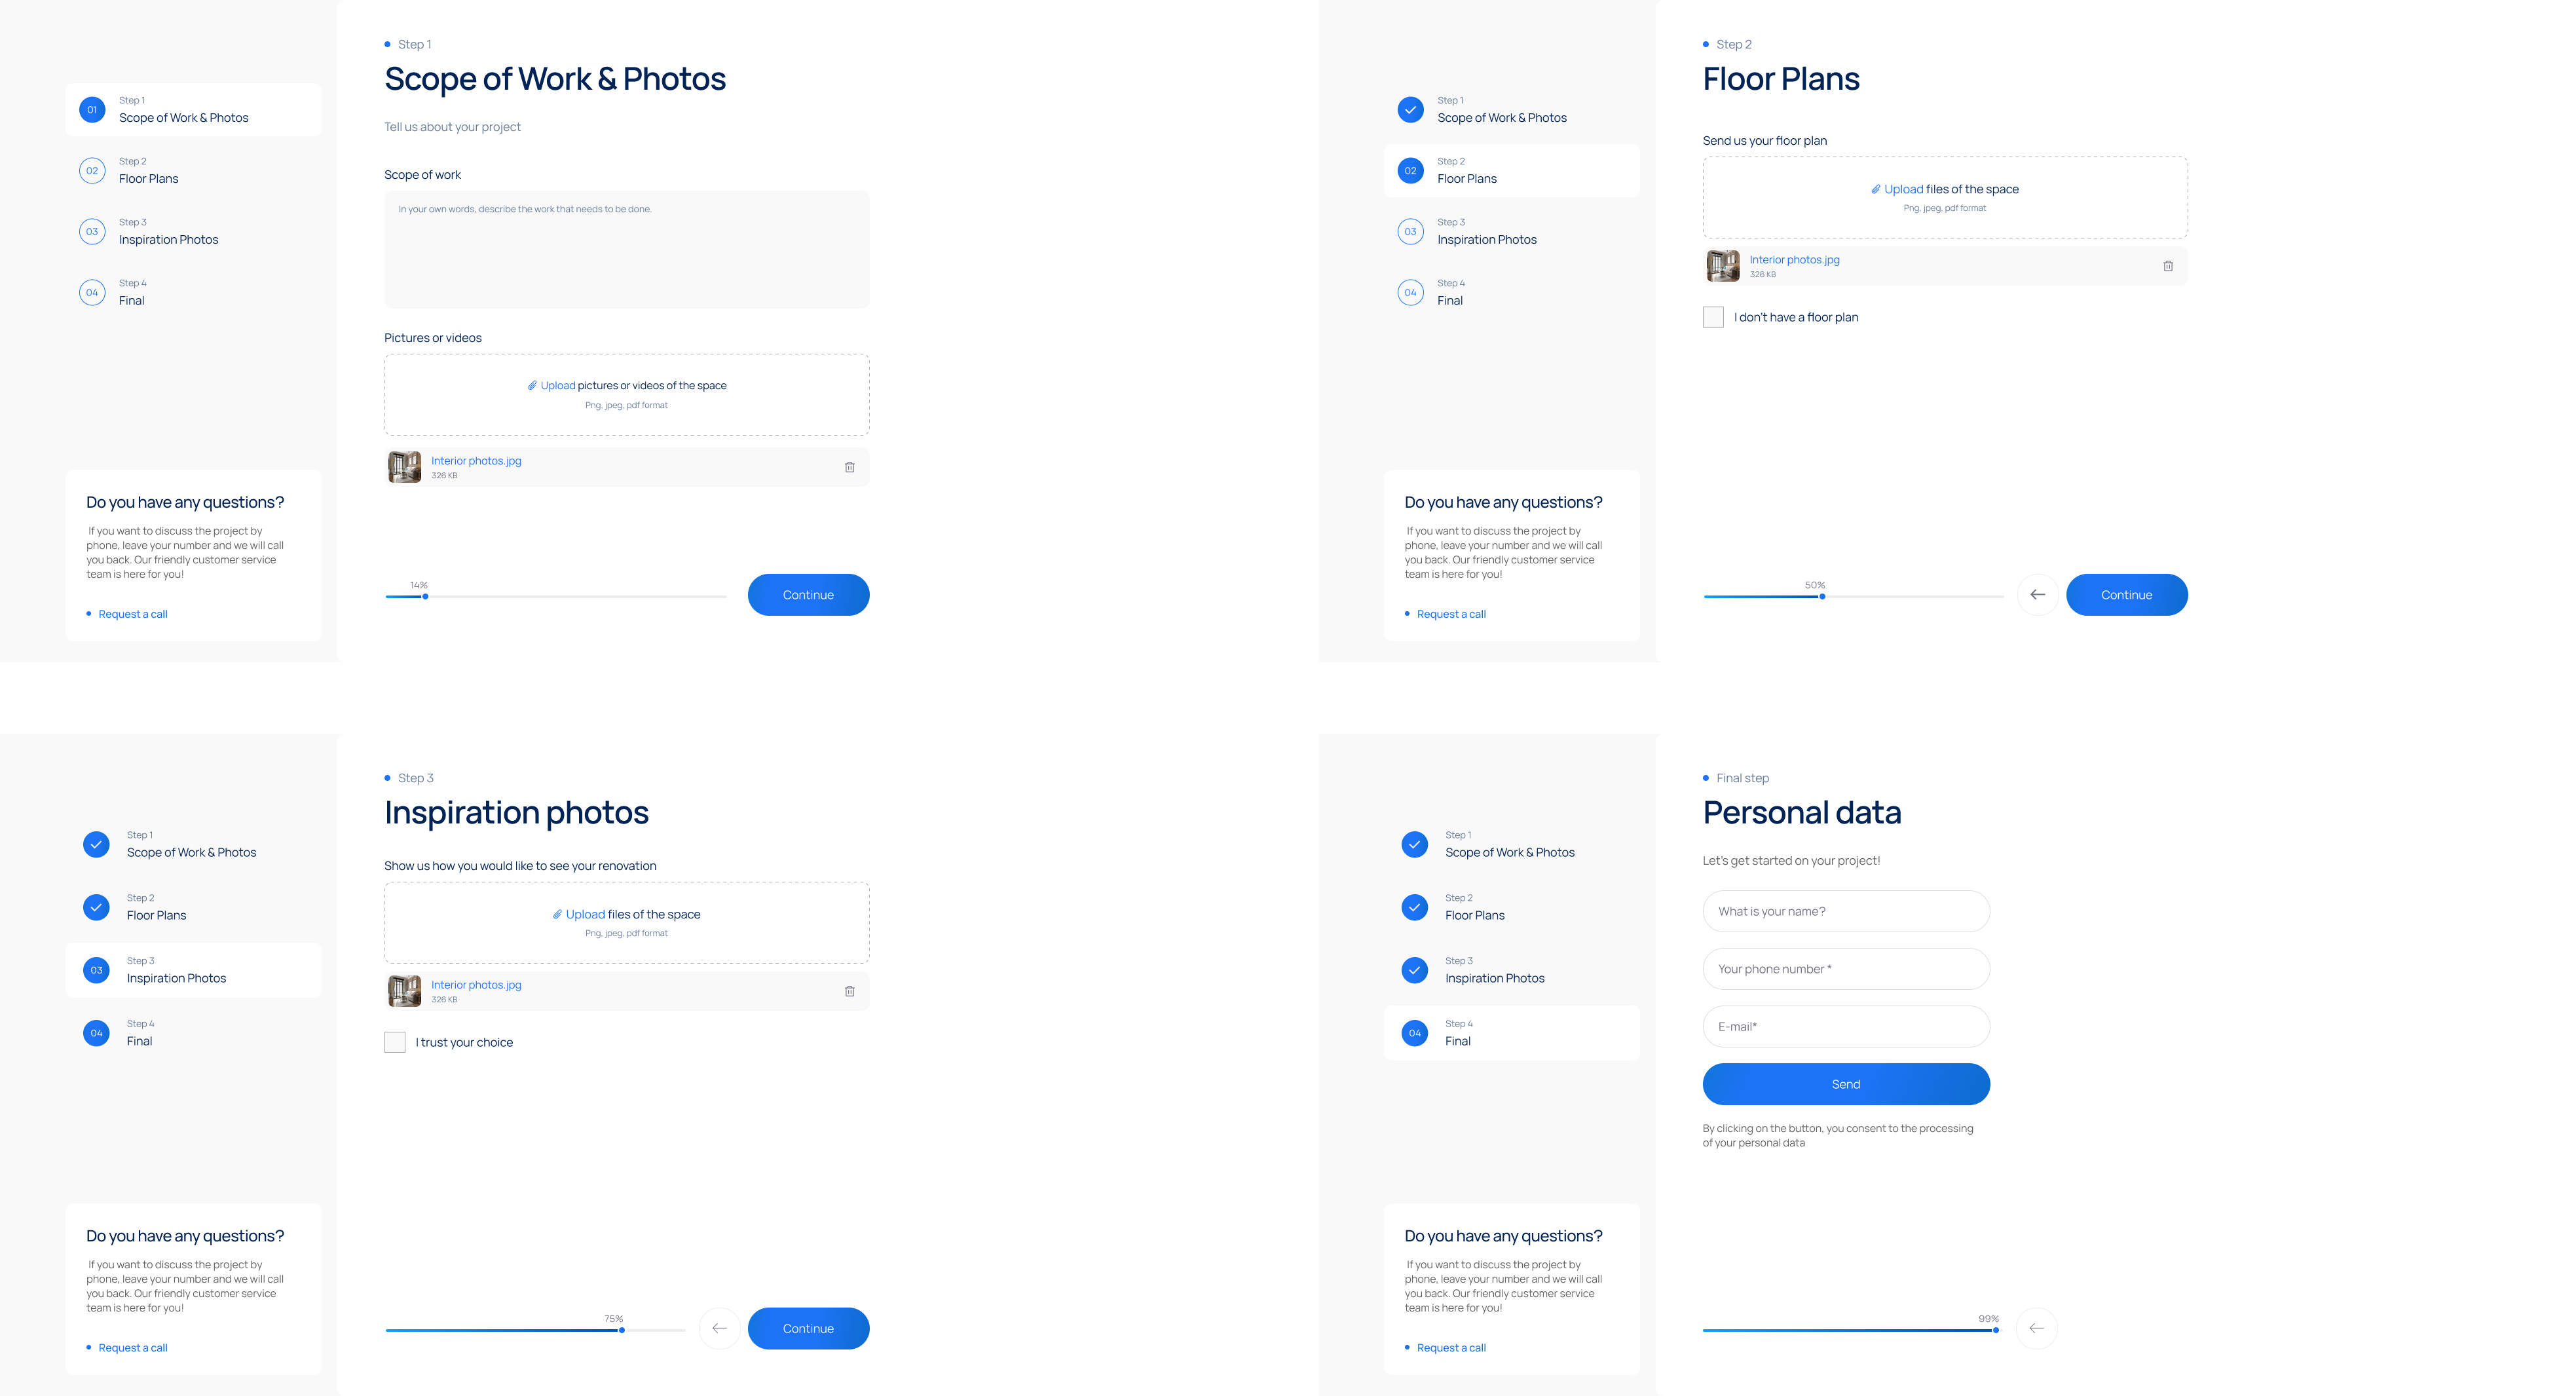 01
Step 1
Scope of Work & Photos
02
Step 2
Floor Plans
03
Step 3
Inspiration Photos
04
Step 4
Final
Do you have any questions?
If you want to discuss the project by
phone, leave your number and we will call
you back. Our friendly customer service
team is here for you!
Request a call
Step 1
Scope of Work & Photos
Tell us about your project
Scope of work
In your own words, describe the work that needs to be done.
Pictures or videos
Upload pictures or videos of the space
Png, jpeg, pdf format
Interior photos.jpg
326 KB
14%
Continue
Step 1
Scope of Work & Photos
02
Step 2
Floor Plans
03
Step 3
Inspiration Photos
04
Step 4
Final
Do you have any questions?
If you want to discuss the project by
phone, leave your number and we will call
you back. Our friendly customer service
team is here for you!
Request a call
Step 2
Floor Plans
Send us your floor plan
Upload files of the space
Png, jpeg, pdf format
Interior photos.jpg
326 KB
I don't have a floor plan
50%
Continue
Step 1
Scope of Work & Photos
Step 2
Floor Plans
03
Step 3
Inspiration Photos
04
Step 4
Final
Do you have any questions?
If you want to discuss the project by
phone, leave your number and we will call
you back. Our friendly customer service
team is here for you!
Request a call
Step 3
Inspiration photos
Show us how you would like to see your renovation
Upload files of the space
Png, jpeg, pdf format
Interior photos.jpg
326 KB
I trust your choice
75%
Continue
Step 1
Scope of Work & Photos
Step 2
Floor Plans
Step 3
Inspiration Photos
04
Step 4
Final
Do you have any questions?
If you want to discuss the project by
phone, leave your number and we will call
you back. Our friendly customer service
team is here for you!
Request a call
Final step
Personal data
Let's get started on your project!
What is your name?
Your phone number *
E-mail*
Send
By clicking on the button, you consent to the processing
of your personal data
99%